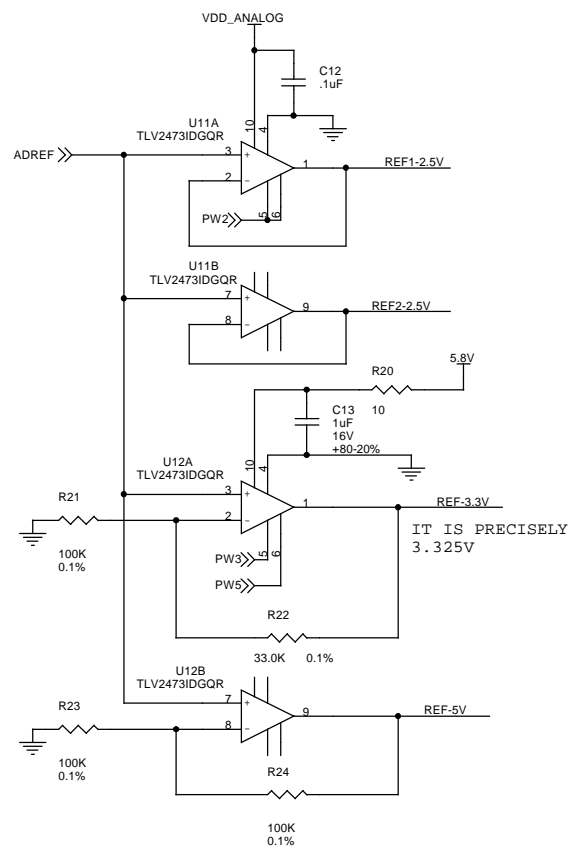 VDD_ANALOG
C12
.1uF
U11A
TLV2473IDGQR
10
4
ADREF
3
+
2
-
1
REF1-2.5V
PW2
5
6
U11B
TLV2473IDGQR
7
+
8
-
9
REF2-2.5V
5.8V
R20
10
C13
1uF
16V
+80-20%
U12A
TLV2473IDGQR
10
4
R21
3
+
2
-
1
REF-3.3V
IT IS PRECISELY
3.325V
100K
0.1%
PW3
5
6
PW5
R22
33.0K 0.1%
U12B
TLV2473IDGQR
R23
7
+
8
-
9
REF-5V
100K
0.1%
R24
100K
0.1%